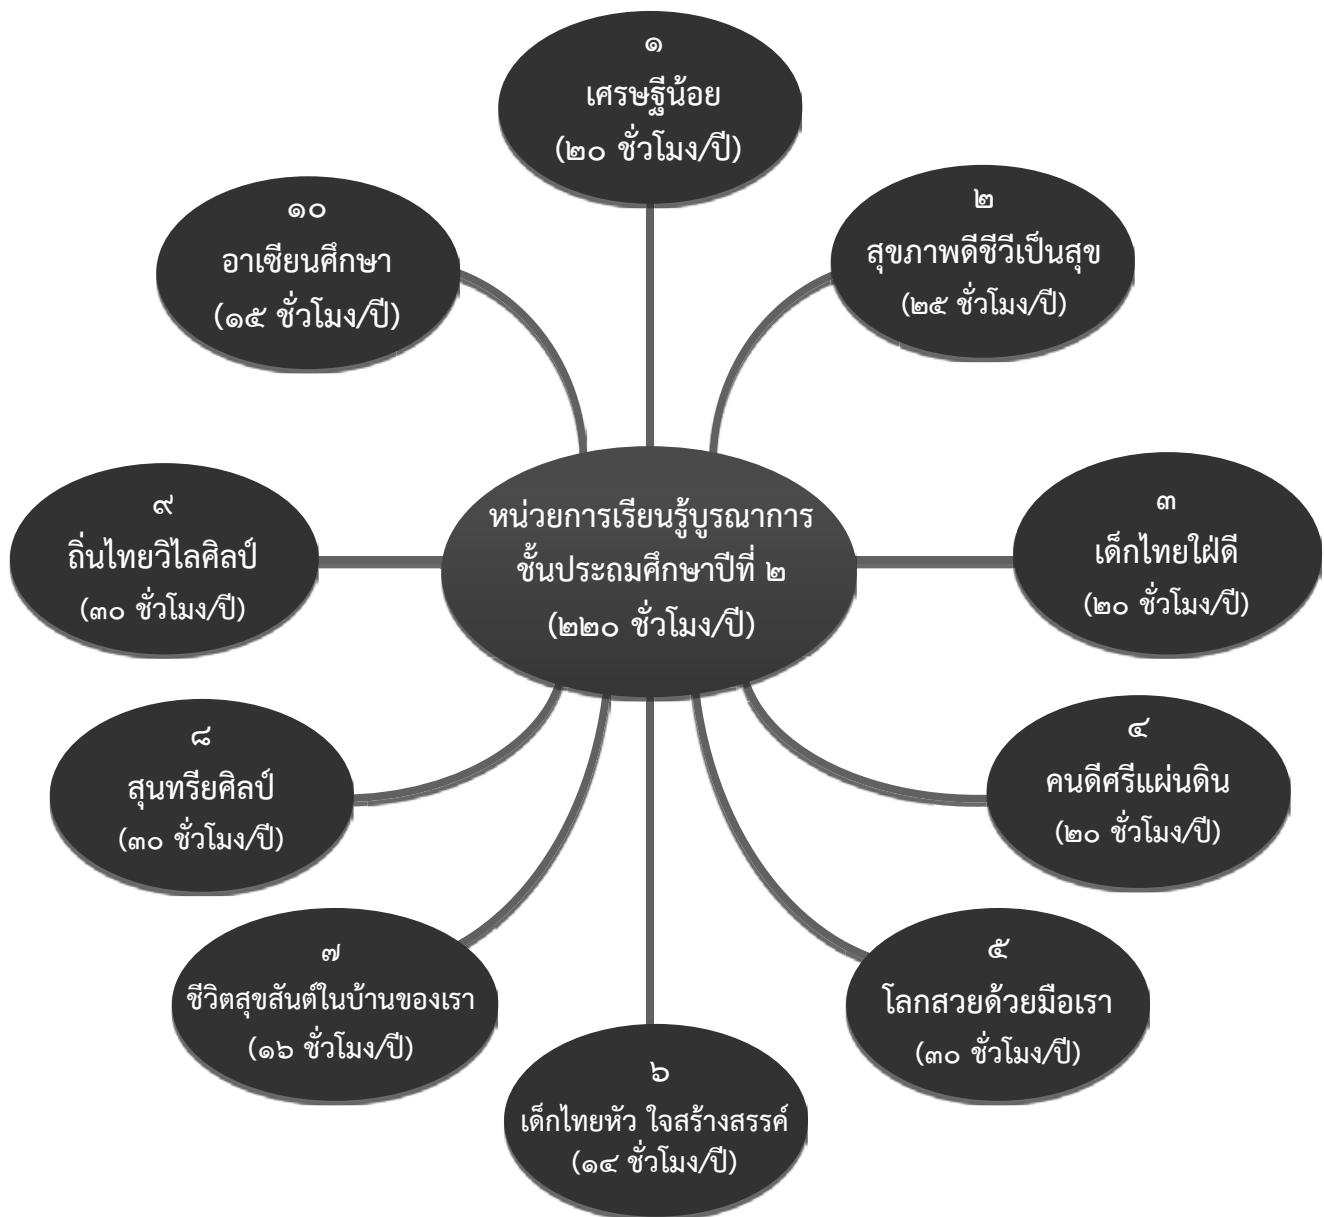 ๑
เศรษฐีน้อย
(๒๐ ชั่วโมง/ปี)
๒
สุขภาพดีชีวีเป็นสุข
(๒๕ ชั่วโมง/ปี)
๓
เด็กไทยใฝ่ดี
(๒๐ ชั่วโมง/ปี)
๔
คนดีศรีแผ่นดิน
(๒๐ ชั่วโมง/ปี)
๕
โลกสวยด้วยมือเรา
(๓๐ ชั่วโมง/ปี)
๖
เด็กไทยหัว ใจสร้างสรรค์
(๑๔ ชั่วโมง/ปี)
๗
ชีวิตสุขสันต์ในบ้านของเรา
(๑๖ ชั่วโมง/ปี)
๘
สุนทรียศิลป์
(๓๐ ชั่วโมง/ปี)
๙
ถิ่นไทยวิไลศิลป์
(๓๐ ชั่วโมง/ปี)
๑๐
อาเซียนศึกษา
(๑๕ ชั่วโมง/ปี)
หน่วยการเรียนรู้บูรณาการ
ชั้นประถมศึกษาปีที่ ๒
(๒๒๐ ชั่วโมง/ปี)